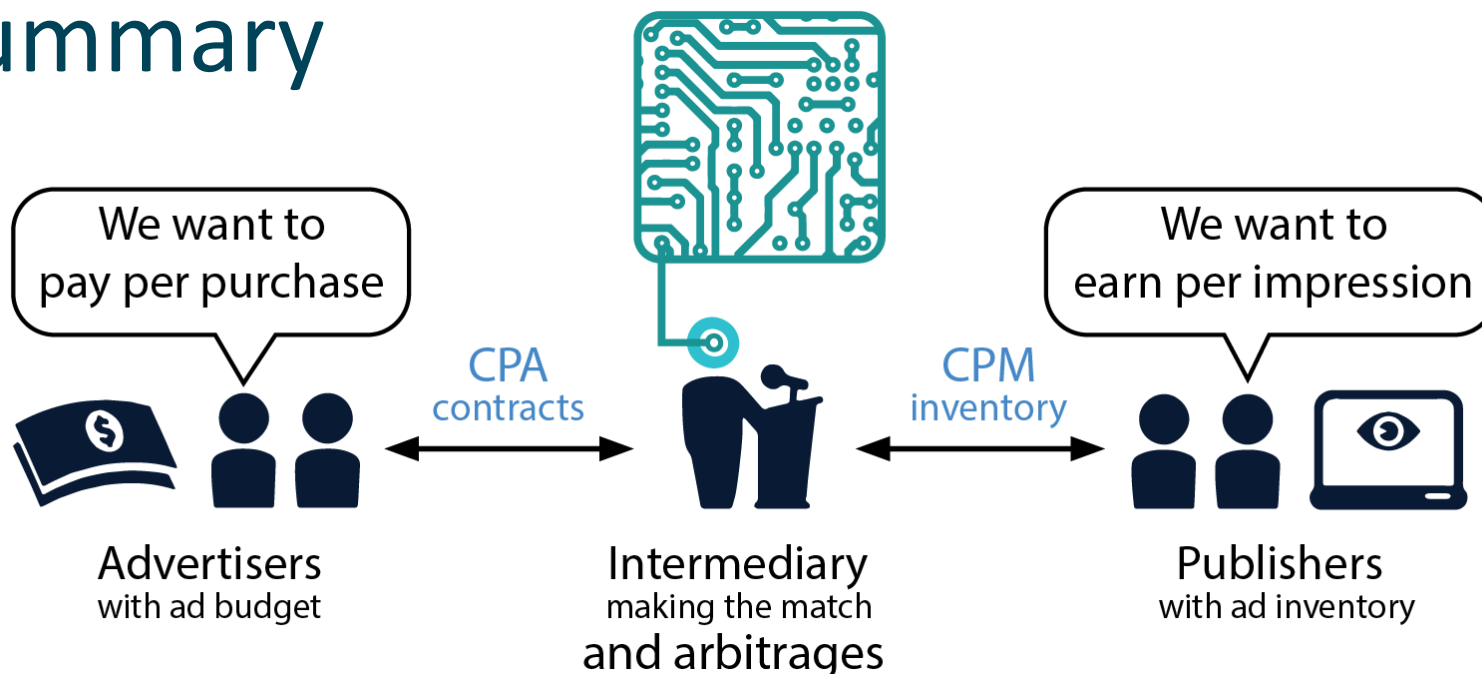 ummary
We want to
pay per purchase
We want to
earn per impression
CPA
contracts
CPM
inventory
$
Advertisers
with ad budget
Intermediary
making the match
and arbitrages
Publishers
with ad inventory